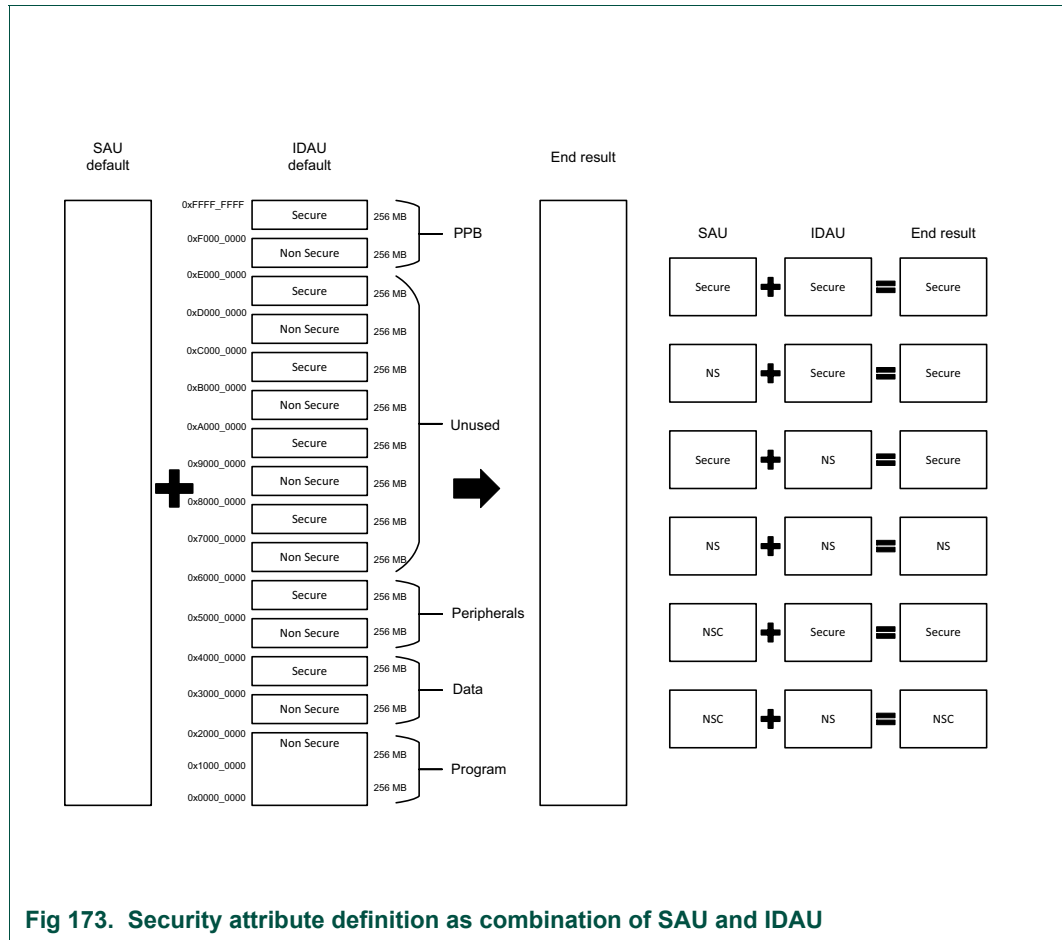 SAU
default
IDAU
default
End result
0xFFFF_FFFF
Secure
256 MB
PPB
0xF000_0000
Non Secure
256 MB
0xE000_0000
Secure
256 MB
0xD000_0000
Non Secure
256 MB
0xC000_0000
Secure
256 MB
0xB000_0000
Non Secure
256 MB
Unused
0xA000_0000
Secure
256 MB
0x9000_0000
Non Secure
256 MB
0x8000_0000
Secure
256 MB
0x7000_0000
Non Secure
256 MB
0x6000_0000
Secure
256 MB
Peripherals
0x5000_0000
Non Secure
256 MB
0x4000_0000
Secure
256 MB
Data
0x3000_0000
Non Secure
256 MB
0x2000_0000
Non Secure
256 MB
0x1000_0000
Program
256 MB
0x0000_0000
SAU IDAU End result
Secure + Secure = Secure
NS + Secure = Secure
Secure + NS = Secure
NS + NS = NS
NSC + Secure = Secure
NSC + NS = NSC
Fig 173. Security attribute definition as combination of SAU and IDAU